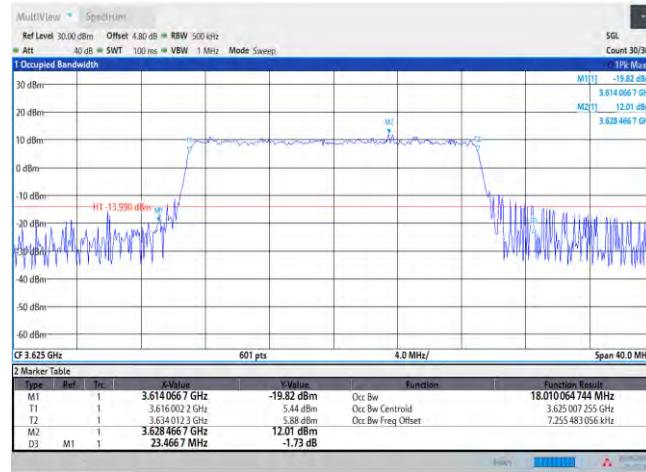 MultiView Spectrum
Ref Level 30.00 dBm Offset 4.80 dB RBW 500 kHz SGL
Att 40 dB SWT 100 ms VBW 1 MHz Mode Sweep Count 30/30
1 Occupied Bandwidth 1Pk Max
M1[1] -19.82 dBm
3.614 066 7 GHz
M2[1] 12.01 dBm
3.628 466 7 GHz
30 dBm
20 dBm
M2
10 dBm
0 dBm
-10 dBm
H1 -13.990 dBm M1
-20 dBm
-30 dBm
-40 dBm
-50 dBm
-60 dBm
CF 3.625 GHz 601 pts 4.0 MHz/ Span 40.0 MHz
2 Marker Table
Type Ref Trc X-Value Y-Value Function Function Result
M1 1 3.614 066 7 GHz -19.82 dBm Occ Bw 18.010 064 744 MHz
T1 1 3.616 002 2 GHz 5.44 dBm Occ Bw Centroid 3.625 007 255 GHz
T2 1 3.634 012 3 GHz 5.88 dBm Occ Bw Freq Offset 7.255 483 056 kHz
M2 1 3.628 466 7 GHz 12.01 dBm
D3 M1 1 23.466 7 MHz -1.73 dB